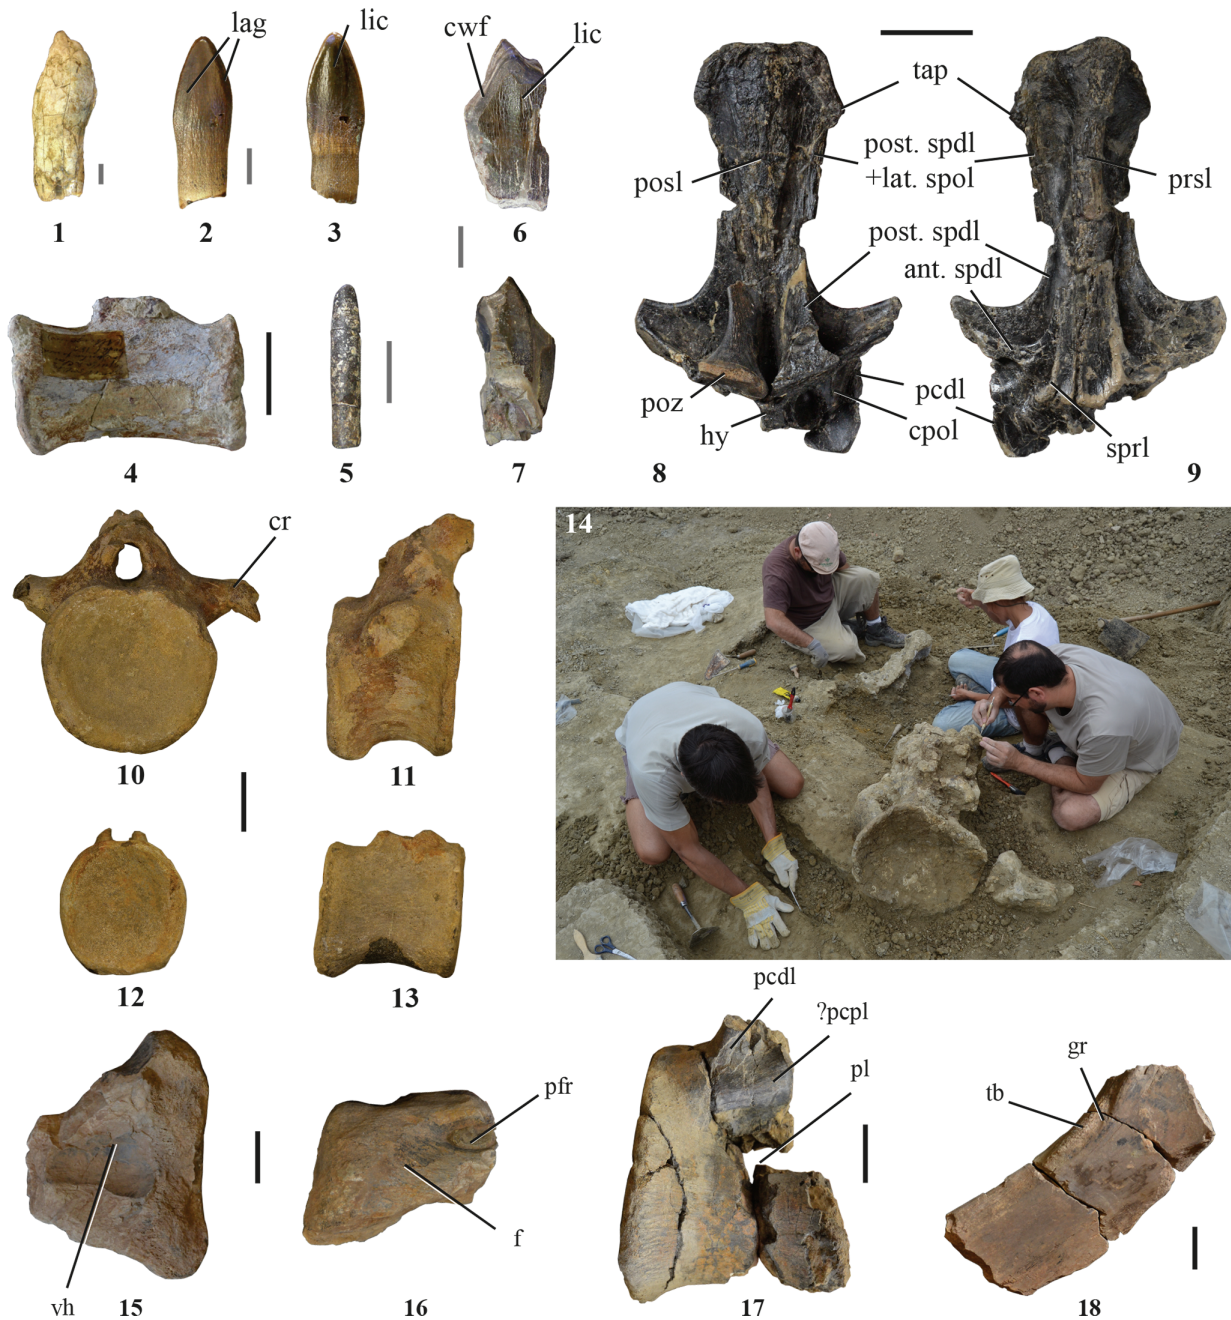 lag
lic
cwf
lic
tap
posl
post. spdl
+lat. spol
prsl
post. spdl
ant. spdl
poz
hy
pcdl
cpol
sprl
1
2
3
6
4
5
7
8
9
cr
14
10
11
12
13
pcdl
?pcpl
pl
gr
tb
pfr
f
vh
15
16
17
18